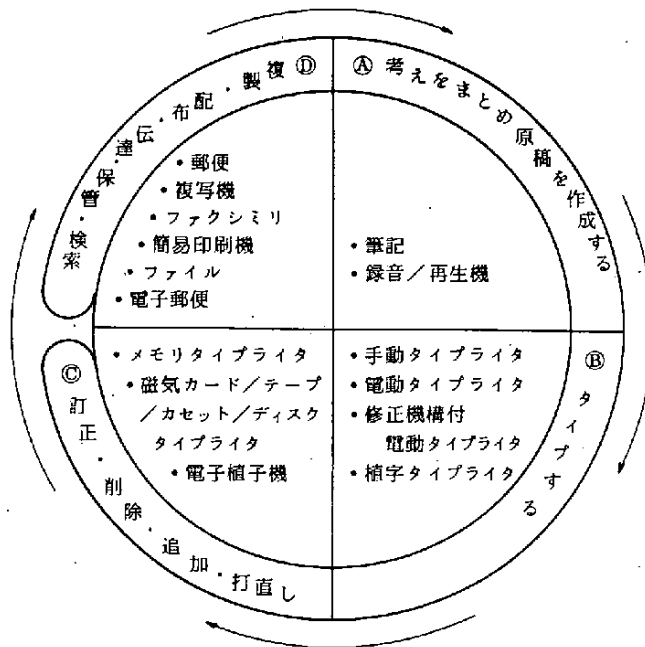 Ⓐ 考えをまとめ原稿を作成する
・筆記
・録音／再生機
Ⓑ タイプする
・手動タイプライタ
・電動タイプライタ
・修正機構付
電動タイプライタ
・植字タイプライタ
Ⓒ 訂正・削除・追加・打直し
・メモリタイプライタ
・磁気カード／テープ
／カセット／ディスク
タイプライタ
・電子植子機
Ⓓ 複製・配布・伝達・保管・検索
・郵便
・複写機
・ファクシミリ
・簡易印刷機
・ファイル
・電子郵便